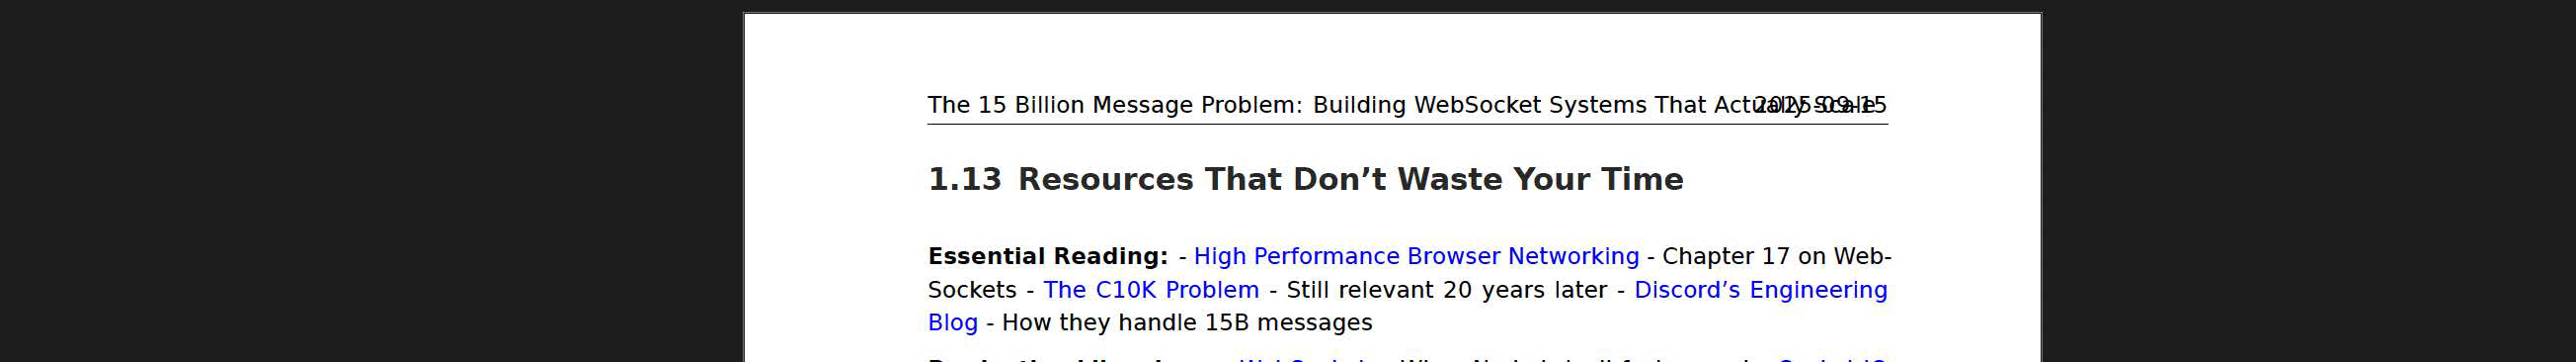 The 15 Billion Message Problem: Building WebSocket Systems That Actually Scale 2025-09-15
1.13 Resources That Don’t Waste Your Time
Essential Reading: - High Performance Browser Networking - Chapter 17 on Web-
Sockets - The C10K Problem - Still relevant 20 years later - Discord’s Engineering
Blog - How they handle 15B messages